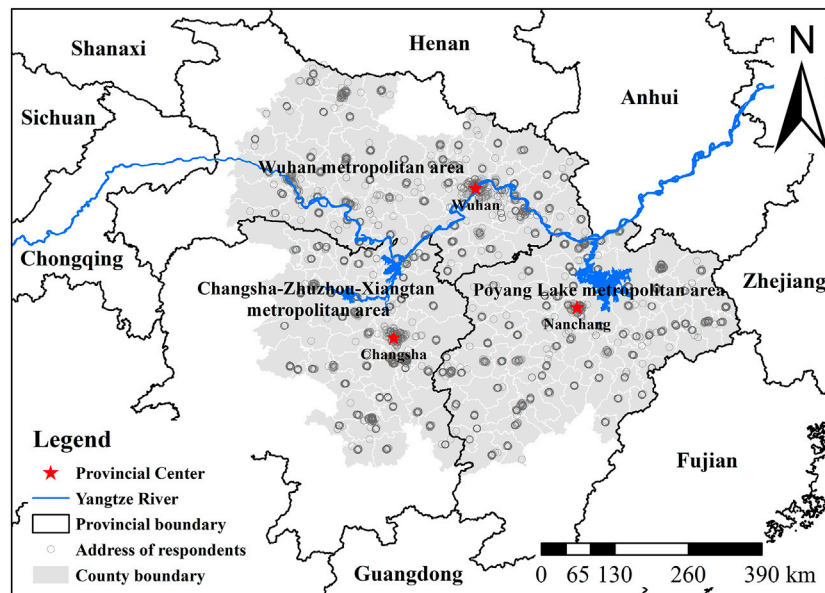 Shanaxi
Henan
N
Sichuan
Anhui
Wuhan metropolitan area
Wuhan
Chongqing
Zhejiang
Changsha-Zhuzhou-Xiangtan
metropolitan area
Poyang Lake metropolitan area
Nanchang
Changsha
Legend
Provincial Center
Yangtze River
Provincial boundary
Address of respondents
County boundary
Fujian
Guangdong
0 65 130 260 390 km